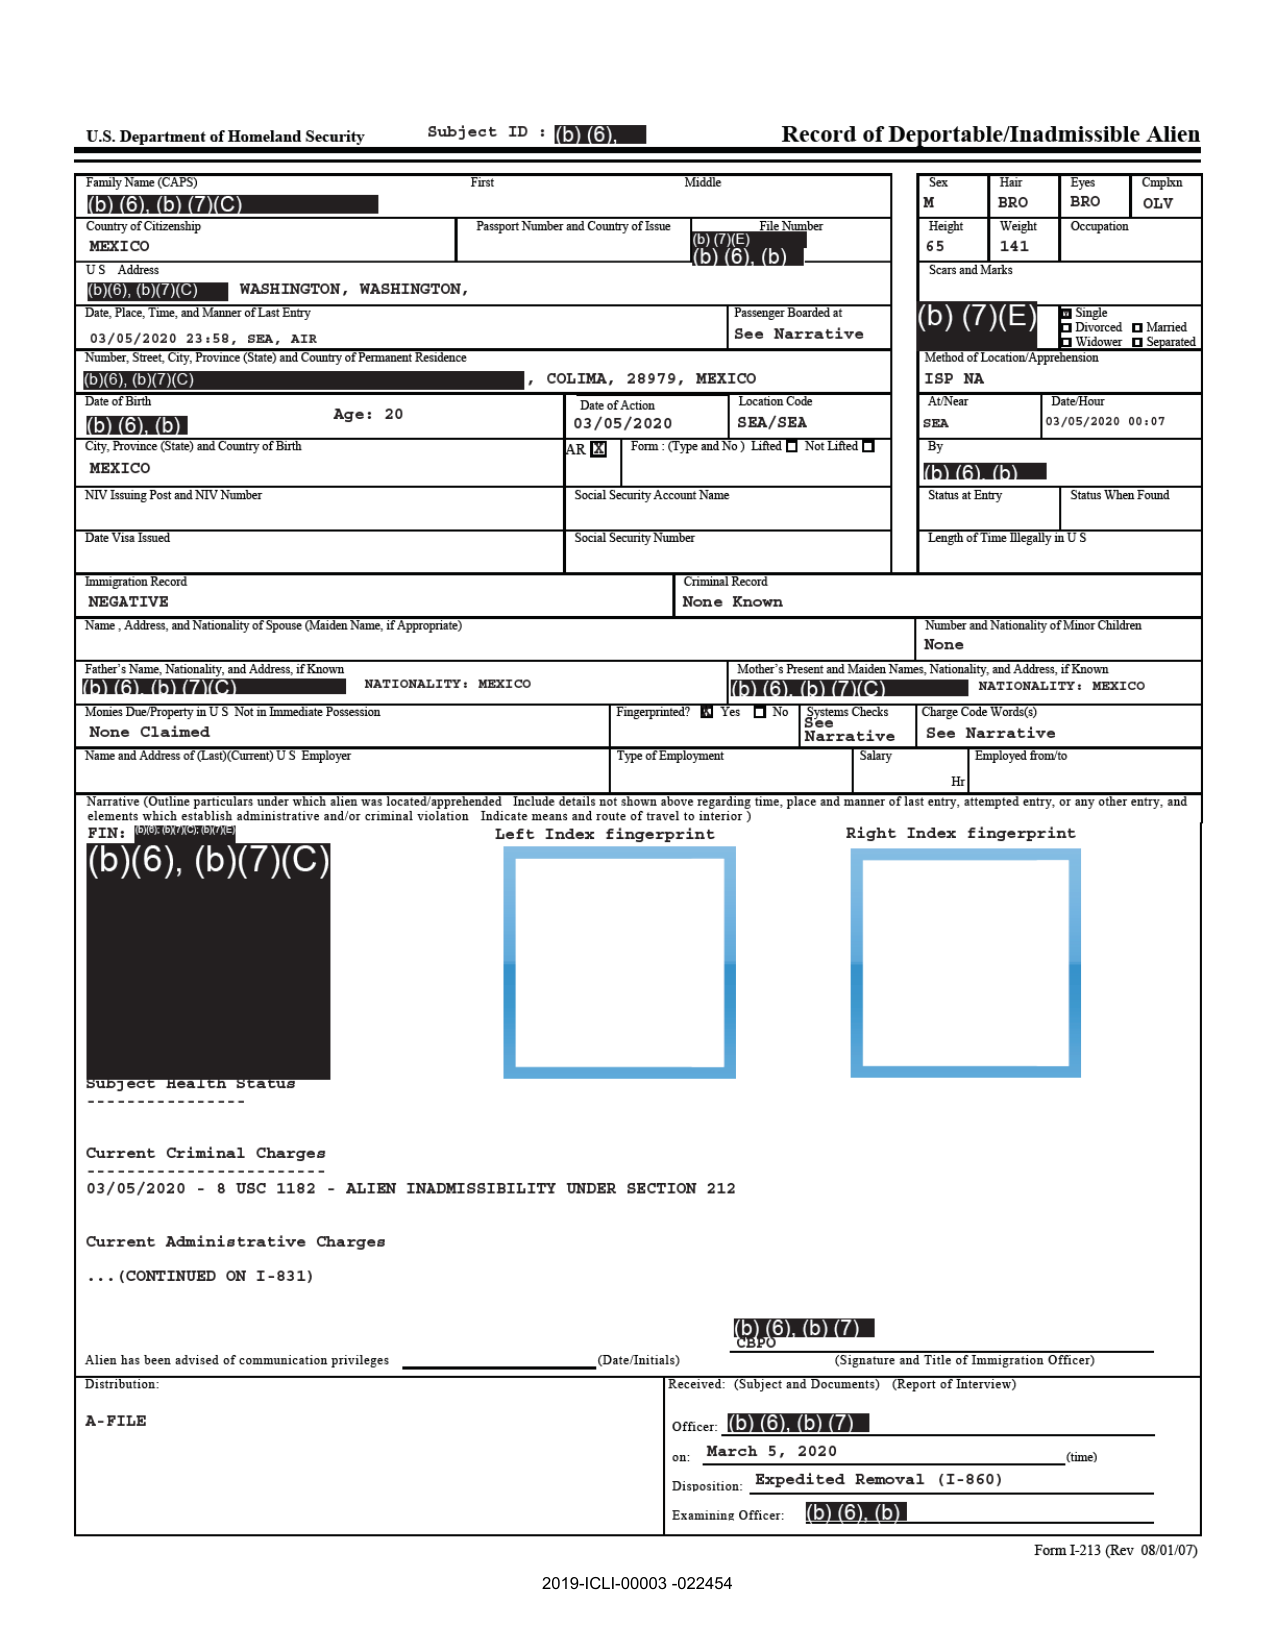 U.S. Department of Homeland Security Subject ID : (b) (6), Record of Deportable/Inadmissible Alien
Family Name (CAPS) First Middle
(b) (6), (b) (7)(C)
Sex Hair Eyes Cmplxn
M BRO BRO OLV
Country of Citizenship Passport Number and Country of Issue File Number
MEXICO (b) (7)(E)
(b) (6), (b)
Height Weight Occupation
65 141
U S Address
(b)(6), (b)(7)(C) WASHINGTON, WASHINGTON,
Scars and Marks
Date, Place, Time, and Manner of Last Entry Passenger Boarded at
03/05/2020 23:58, SEA, AIR See Narrative
(b) (7)(E) Single
Divorced Married
Widower Separated
Number, Street, City, Province (State) and Country of Permanent Residence
(b)(6), (b)(7)(C) , COLIMA, 28979, MEXICO
Method of Location/Apprehension
ISP NA
Date of Birth Age: 20 Date of Action Location Code
(b) (6), (b) 03/05/2020 SEA/SEA
At/Near Date/Hour
SEA 03/05/2020 00:07
City, Province (State) and Country of Birth AR X Form : (Type and No ) Lifted Not Lifted
MEXICO
By
(b) (6), (b)
NIV Issuing Post and NIV Number Social Security Account Name
Status at Entry Status When Found
Date Visa Issued Social Security Number
Length of Time Illegally in U S
Immigration Record Criminal Record
NEGATIVE None Known
Name , Address, and Nationality of Spouse (Maiden Name, if Appropriate) Number and Nationality of Minor Children
None
Father's Name, Nationality, and Address, if Known Mother's Present and Maiden Names, Nationality, and Address, if Known
(b) (6), (b) (7)(C) NATIONALITY: MEXICO (b) (6), (b) (7)(C) NATIONALITY: MEXICO
Monies Due/Property in U S Not in Immediate Possession Fingerprinted? X Yes No Systems Checks Charge Code Words(s)
None Claimed See Narrative See Narrative
Name and Address of (Last)(Current) U S Employer Type of Employment Salary Employed from/to
Hr
Narrative (Outline particulars under which alien was located/apprehended Include details not shown above regarding time, place and manner of last entry, attempted entry, or any other entry, and
elements which establish administrative and/or criminal violation Indicate means and route of travel to interior )
FIN: (b)(6); (b)(7)(C); (b)(7)(E) Left Index fingerprint Right Index fingerprint
(b)(6), (b)(7)(C)
Subject Health Status
----------------
Current Criminal Charges
------------------------
03/05/2020 - 8 USC 1182 - ALIEN INADMISSIBILITY UNDER SECTION 212
Current Administrative Charges
...(CONTINUED ON I-831)
(b) (6), (b) (7)
CBPO
Alien has been advised of communication privileges (Date/Initials) (Signature and Title of Immigration Officer)
Distribution: Received: (Subject and Documents) (Report of Interview)
A-FILE
Officer: (b) (6), (b) (7)
on: March 5, 2020 (time)
Disposition: Expedited Removal (I-860)
Examining Officer: (b) (6), (b)
Form I-213 (Rev 08/01/07)
2019-ICLI-00003 -022454